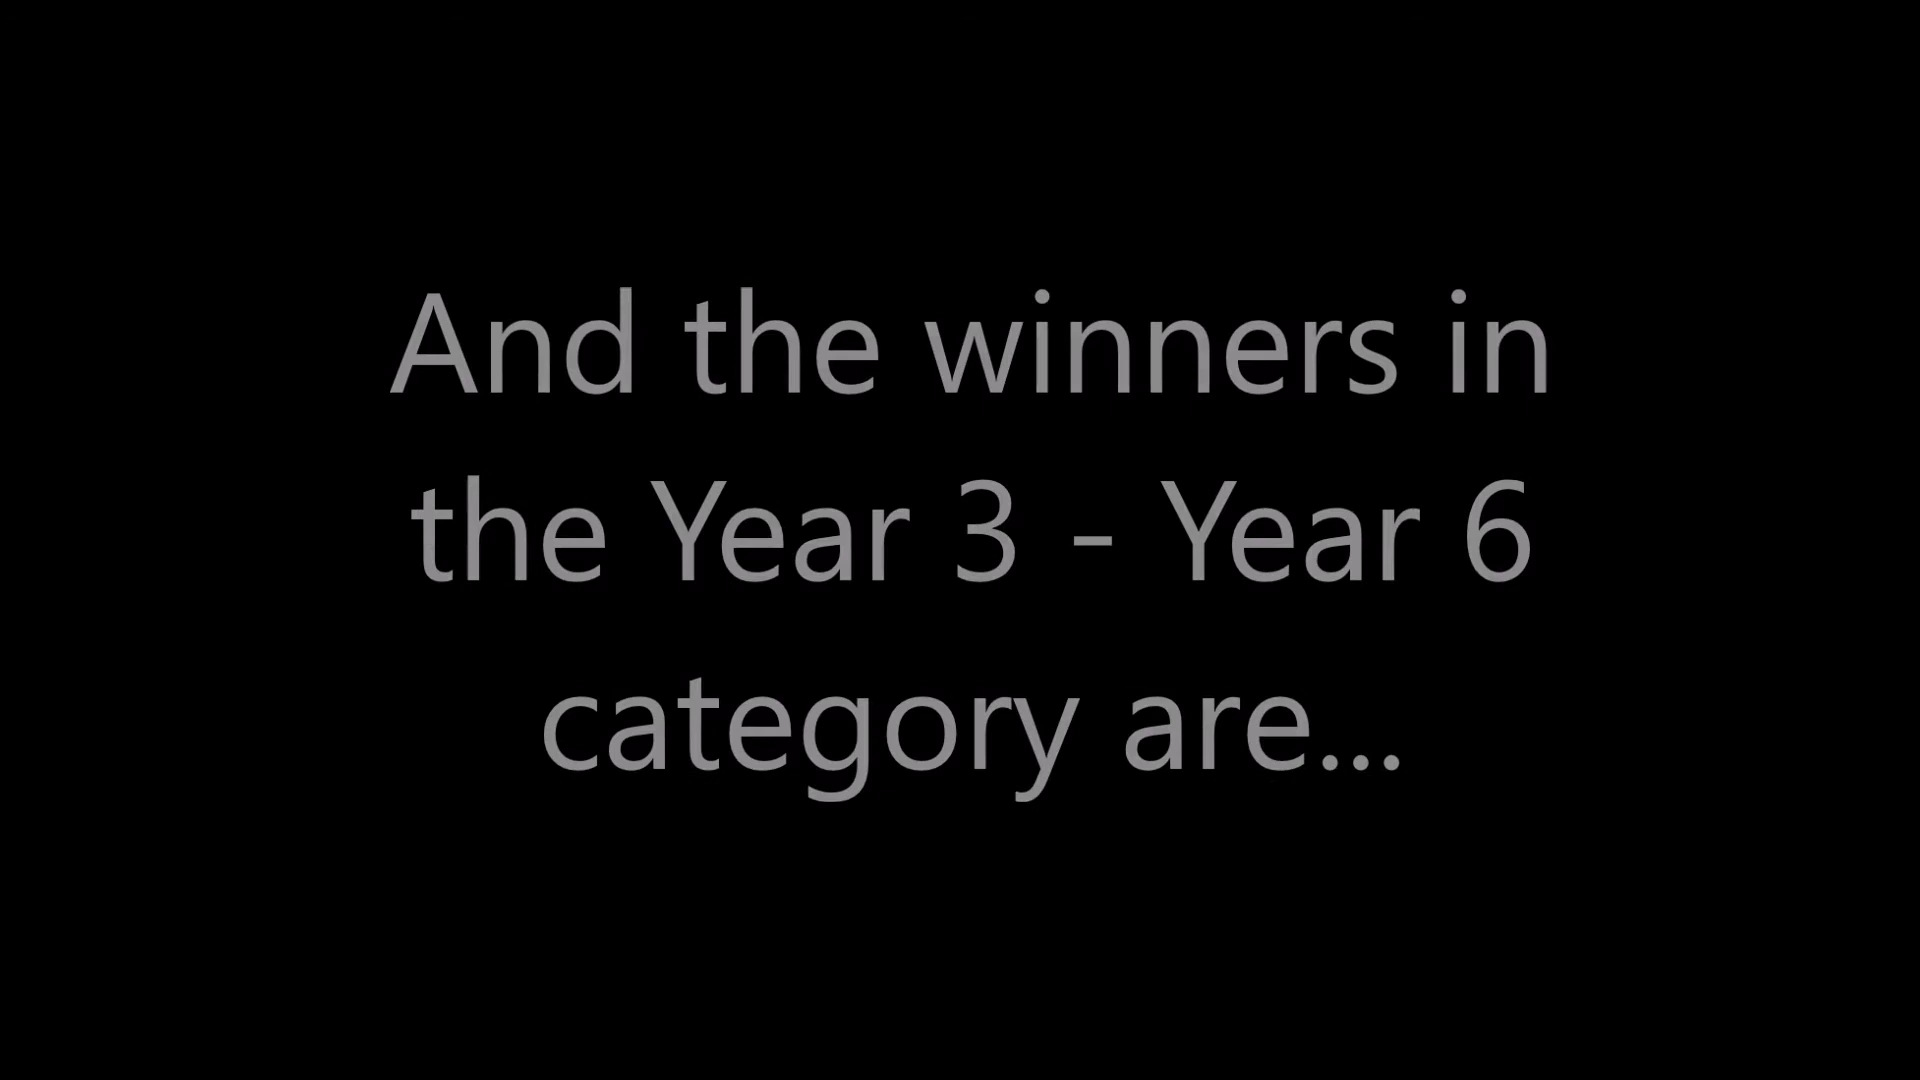 And the winners in
the Year 3 - Year 6
category are...